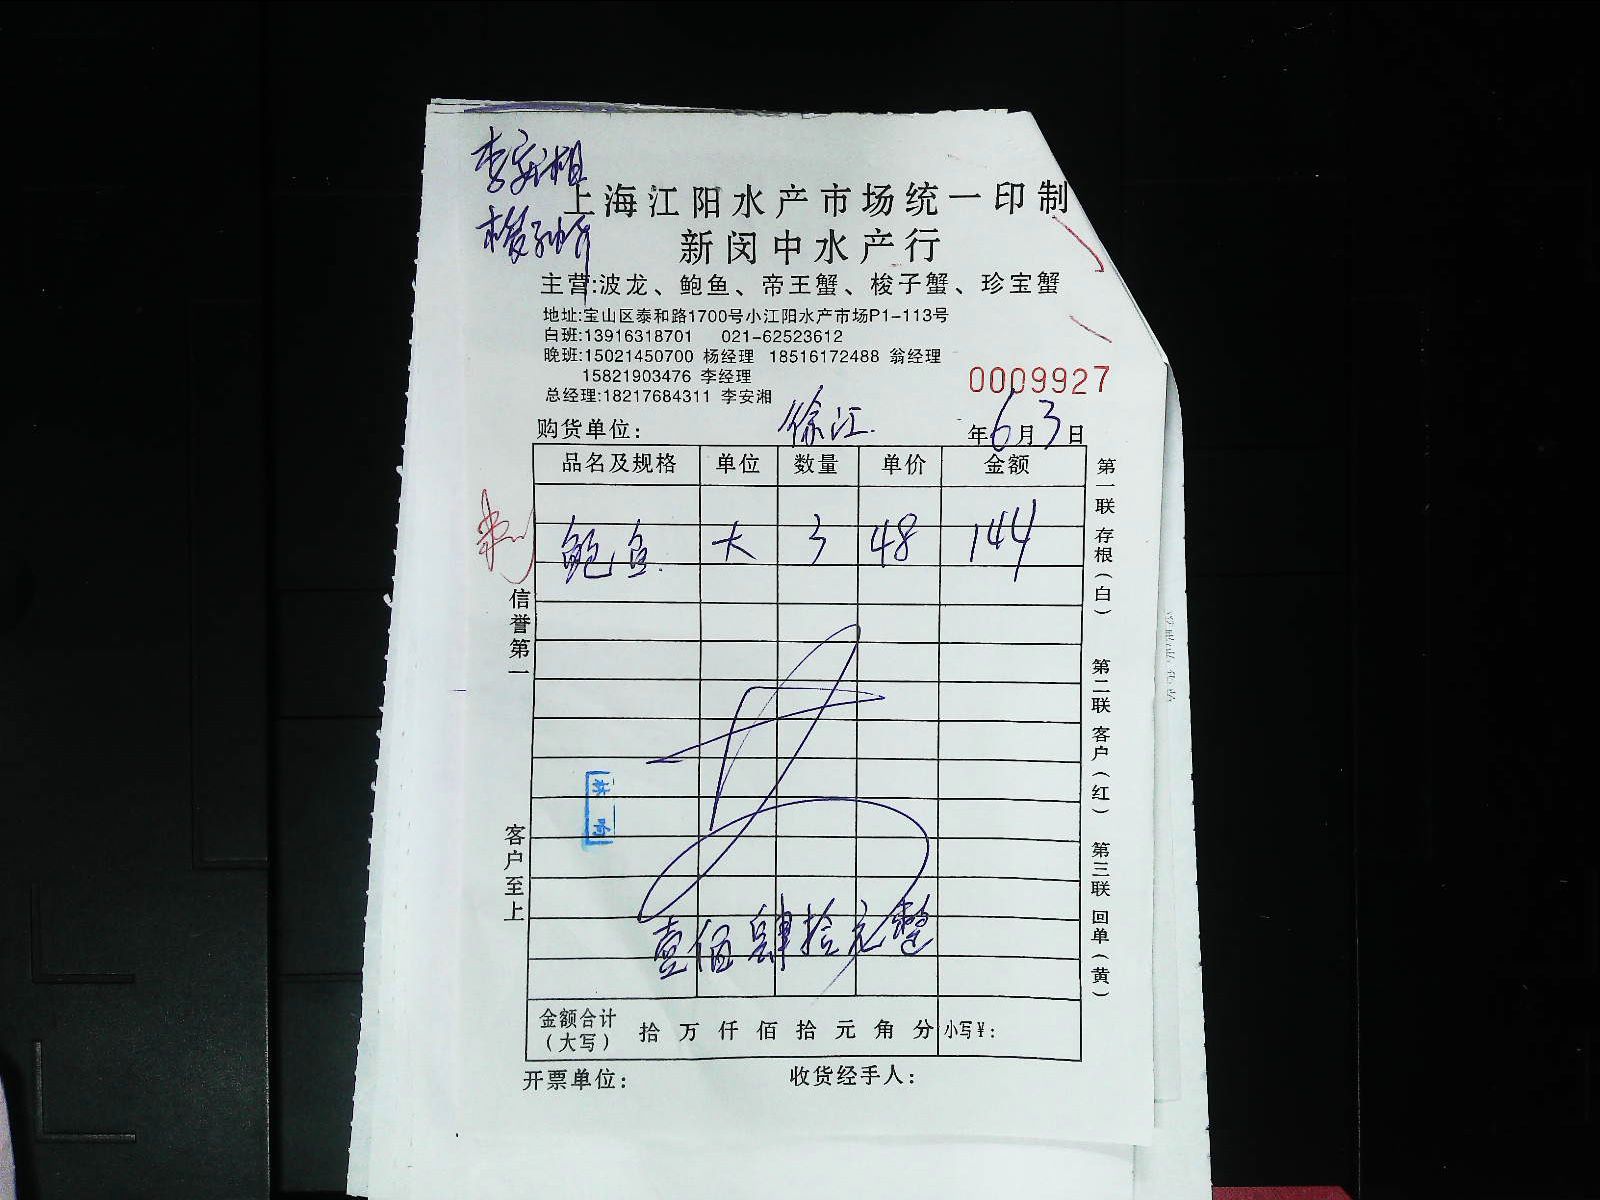 李安湘
上海江阳水产市场统一印制
新闵中水产行
主营:波龙、鲍鱼、帝王蟹、梭子蟹、珍宝蟹
地址:宝山区泰和路1700号小江阳水产市场P1-113号
白班:13916318701 021-62523612
晚班:15021450700 杨经理 18516172488 翁经理
15821903476 李经理
总经理:18217684311 李安湘
0009927
购货单位: 徐江. 年6月3日
品名及规格 单位 数量 单价 金额
鲍鱼. 大 3 48 144
壹佰肆拾元整
金额合计(大写) 拾 万 仟 佰 拾 元 角 分 小写¥:
开票单位: 收货经手人:
信誉第一
客户至上
第一联 存根(白)
第二联 客户(红)
第三联 回单(黄)